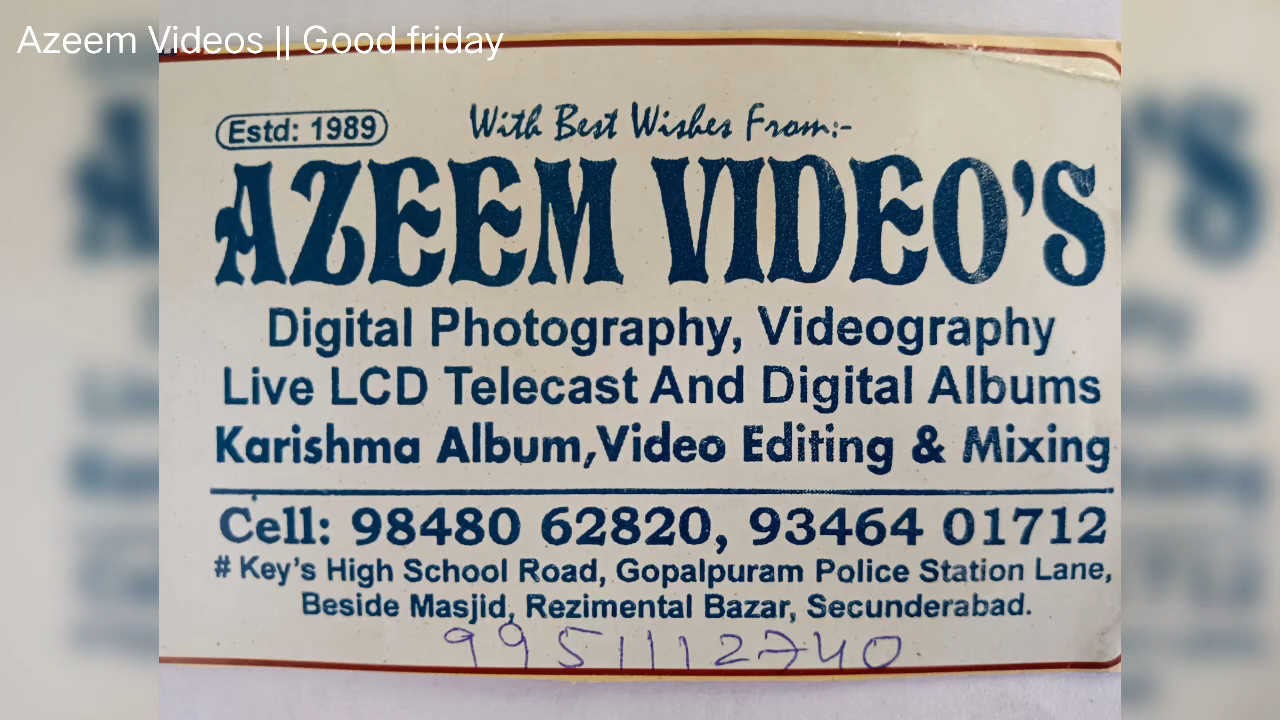 Azeem Videos || Good friday
Estd: 1989
With Best Wishes From:-
AZEEM VIDEO'S
Digital Photography, Videography
Live LCD Telecast And Digital Albums
Karishma Album,Video Editing & Mixing
Cell: 98480 62820, 93464 01712
# Key's High School Road, Gopalpuram Police Station Lane,
Beside Masjid, Rezimental Bazar, Secunderabad.
9951112740